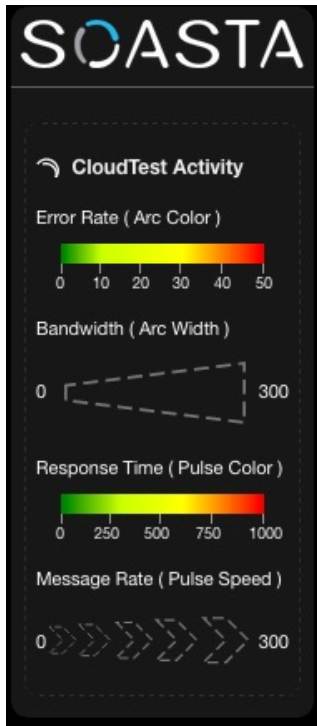 SOASTA
CloudTest Activity
Error Rate ( Arc Color )
0 10 20 30 40 50
Bandwidth ( Arc Width )
0 300
Response Time ( Pulse Color )
0 250 500 750 1000
Message Rate ( Pulse Speed )
0 300